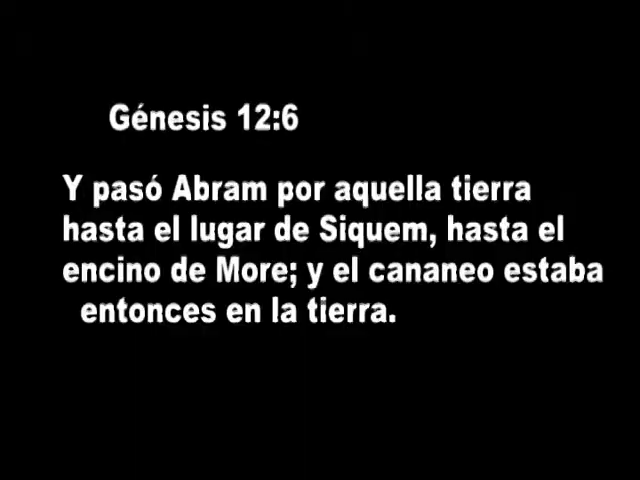 Génesis 12:6
Y pasó Abram por aquella tierra
hasta el lugar de Siquem, hasta el
encino de More; y el cananeo estaba
entonces en la tierra.